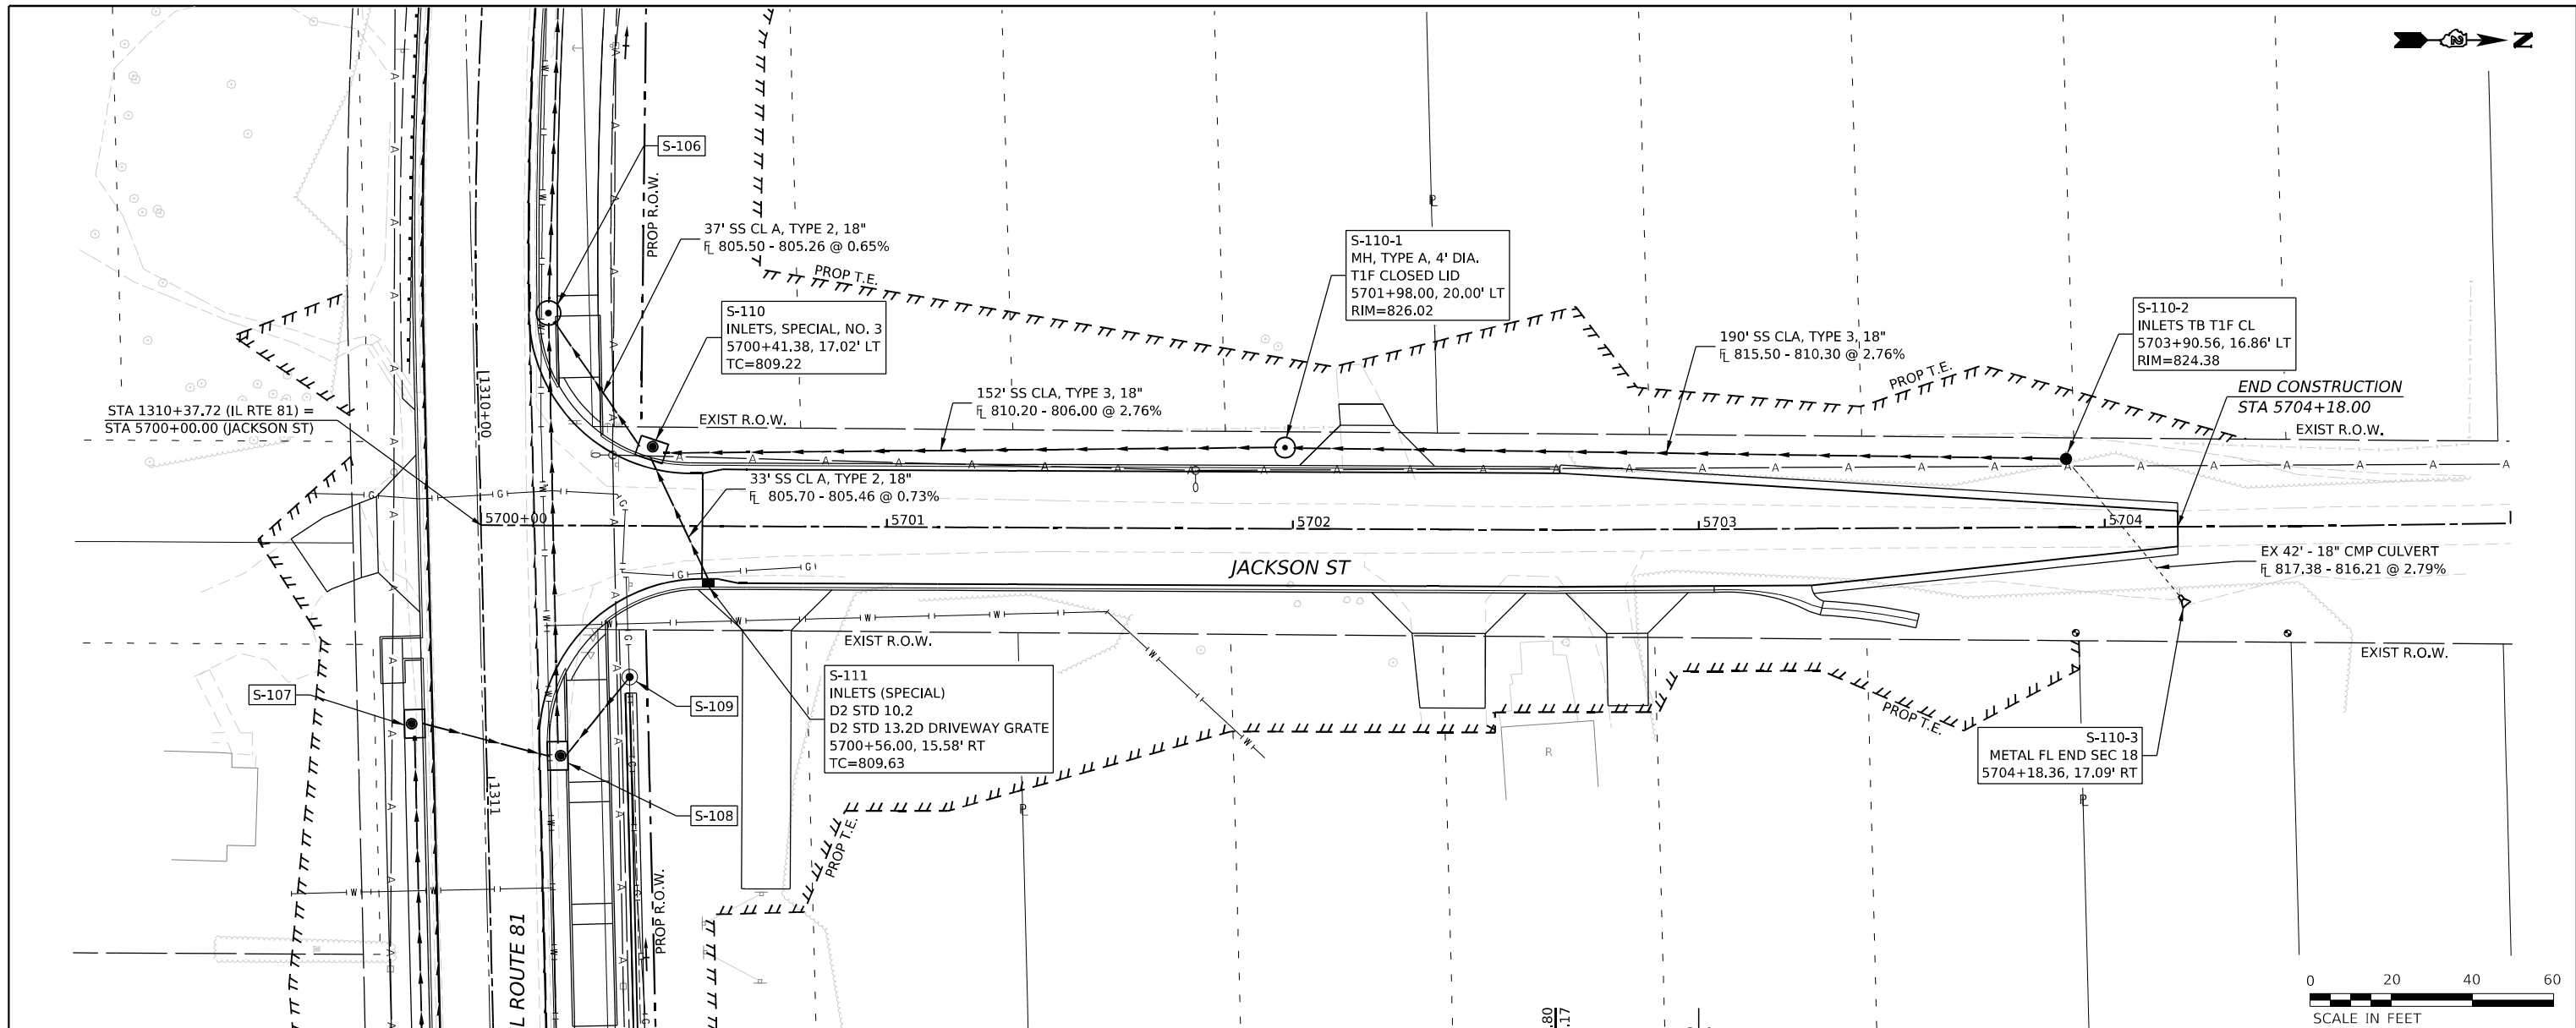 N
S-106
PROP R.O.W.
37' SS CL A, TYPE 2, 18"
FL 805.50 - 805.26 @ 0.65%
PROP T.E.
S-110
INLETS, SPECIAL, NO. 3
5700+41.38, 17.02' LT
TC=809.22
S-110-1
MH, TYPE A, 4' DIA.
T1F CLOSED LID
5701+98.00, 20.00' LT
RIM=826.02
190' SS CLA, TYPE 3, 18"
FL 815.50 - 810.30 @ 2.76%
S-110-2
INLETS TB T1F CL
5703+90.56, 16.86' LT
RIM=824.38
PROP T.E.
END CONSTRUCTION
STA 5704+18.00
152' SS CLA, TYPE 3, 18"
FL 810.20 - 806.00 @ 2.76%
STA 1310+37.72 (IL RTE 81) =
STA 5700+00.00 (JACKSON ST)
1310+00
EXIST R.O.W.
EXIST R.O.W.
33' SS CL A, TYPE 2, 18"
FL 805.70 - 805.46 @ 0.73%
5700+00
5701
5702
5703
5704
JACKSON ST
EX 42' - 18" CMP CULVERT
FL 817.38 - 816.21 @ 2.79%
EXIST R.O.W.
EXIST R.O.W.
S-107
S-109
S-111
INLETS (SPECIAL)
D2 STD 10.2
D2 STD 13.2D DRIVEWAY GRATE
5700+56.00, 15.58' RT
TC=809.63
PROP T.E.
S-110-3
METAL FL END SEC 18
5704+18.36, 17.09' RT
R
1311
S-108
PROP T.E.
PROP R.O.W.
L ROUTE 81
.80
.17
0 20 40 60
SCALE IN FEET